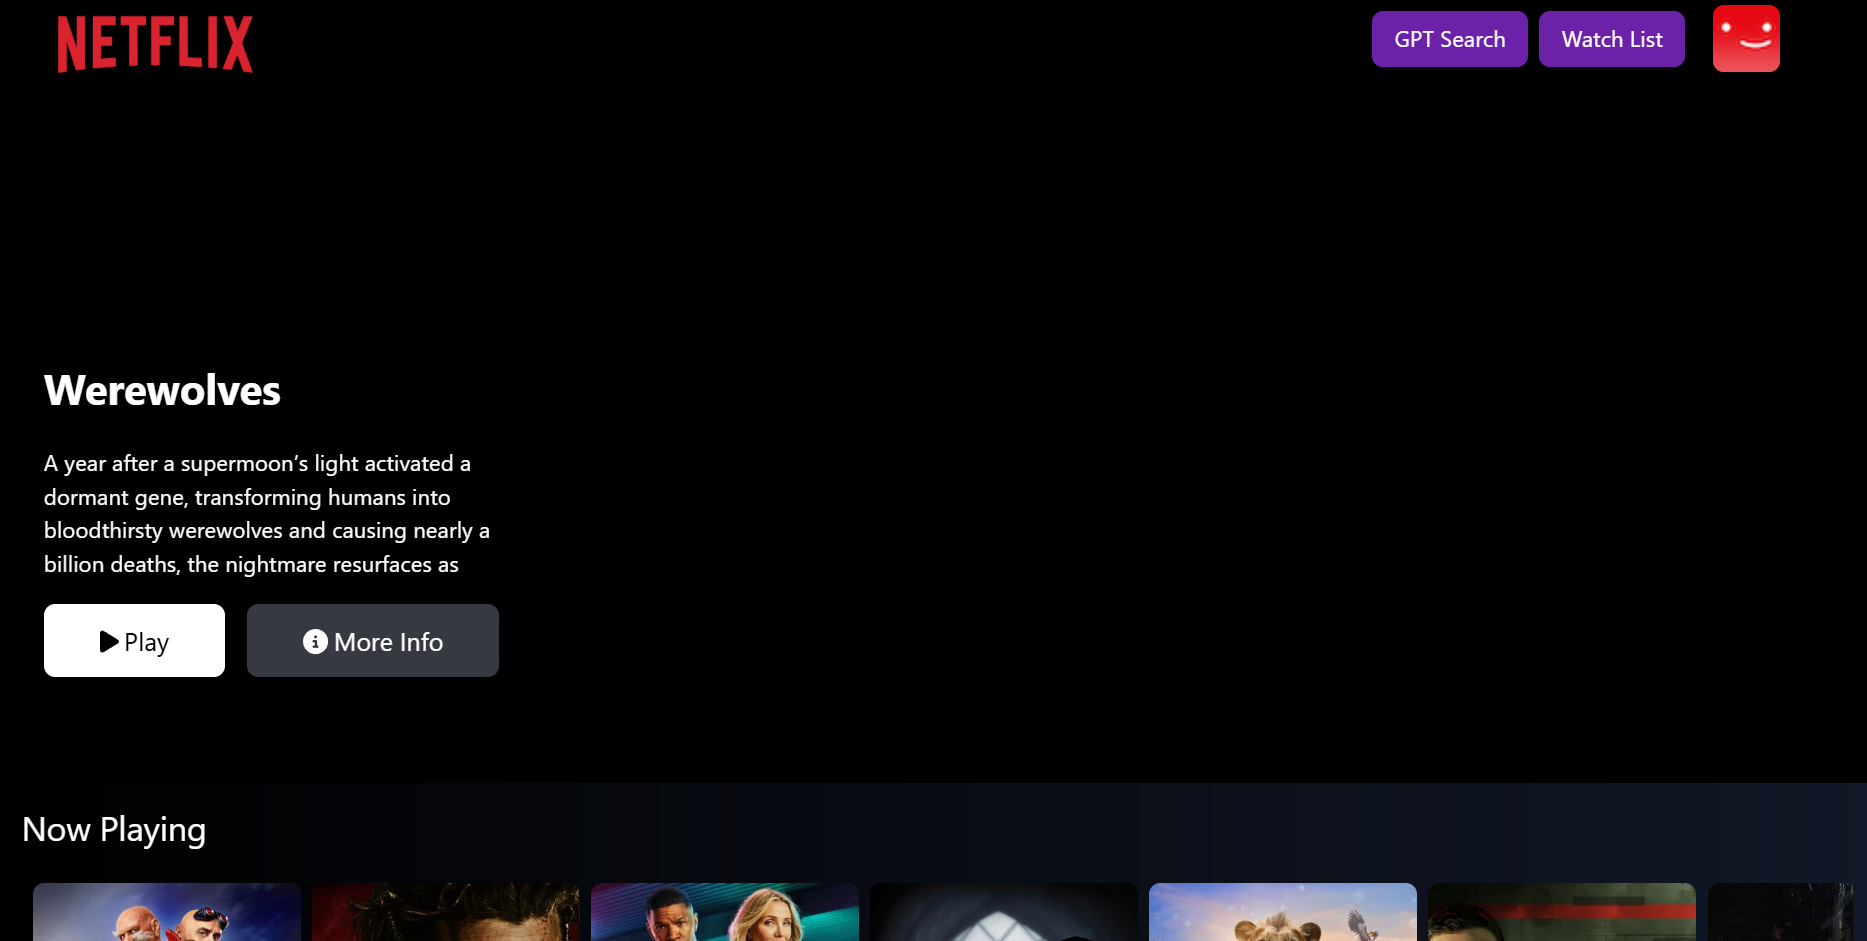 NETFLIX
GPT Search
Watch List
Werewolves
A year after a supermoon’s light activated a
dormant gene, transforming humans into
bloodthirsty werewolves and causing nearly a
billion deaths, the nightmare resurfaces as
Play
More Info
Now Playing